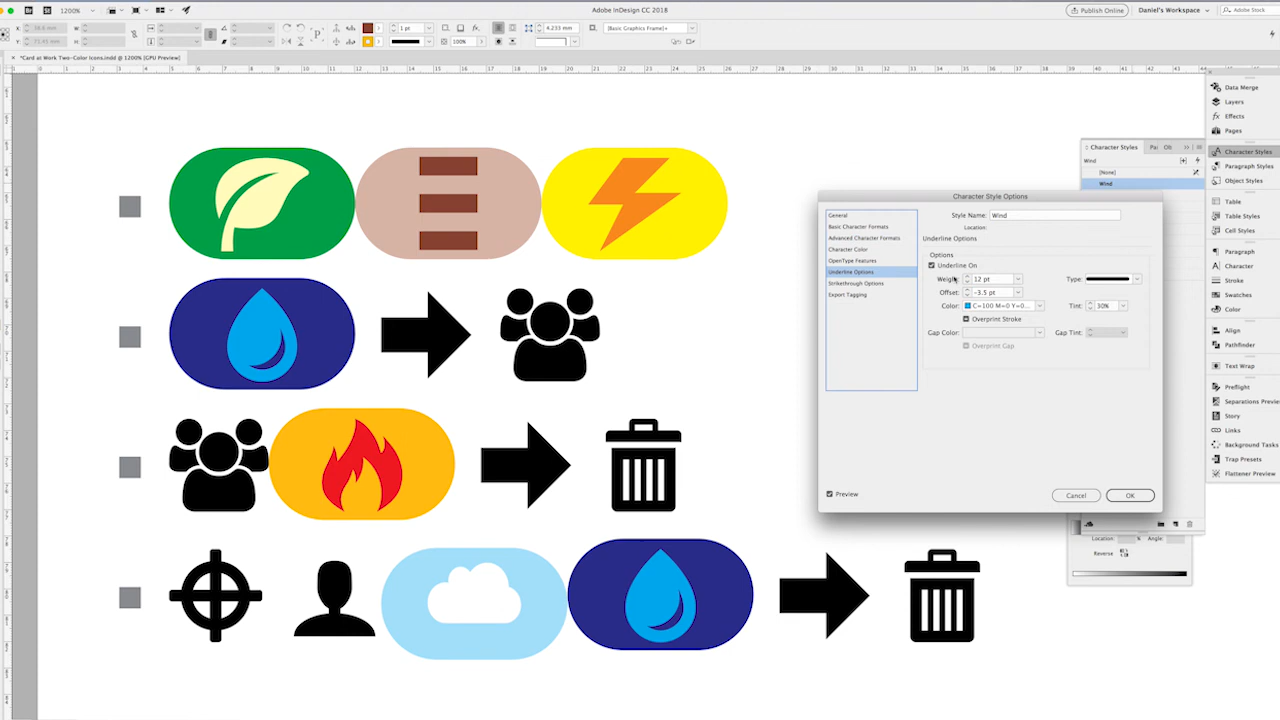 Adobe InDesign CC 2018
Publish Online
Daniel's Workspace
Adobe Stock
1200%
1 pt
4.233 mm
[Basic Graphics Frame]+
100%
*Card at Work Two-Color Icons.indd @ 1200% [GPU Preview]
Data Merge
Layers
Effects
Pages
Character Styles
Paragraph Styles
Object Styles
Table
Table Styles
Cell Styles
Paragraph
Character
Stroke
Swatches
Color
Align
Pathfinder
Text Wrap
Preflight
Separations Preview
Story
Links
Background Tasks
Trap Presets
Flattener Preview
Character Styles
Wind
[None]
Wind
Character Style Options
General
Basic Character Formats
Advanced Character Formats
Character Color
OpenType Features
Underline Options
Strikethrough Options
Export Tagging
Style Name: Wind
Location:
Underline Options
Options
Underline On
Weight: 12 pt
Type:
Offset: -3.5 pt
Color: C=100 M=0 Y=0...
Tint: 30%
Overprint Stroke
Gap Color:
Gap Tint:
Overprint Gap
Preview
Cancel
OK
Location: %
Angle:
Reverse